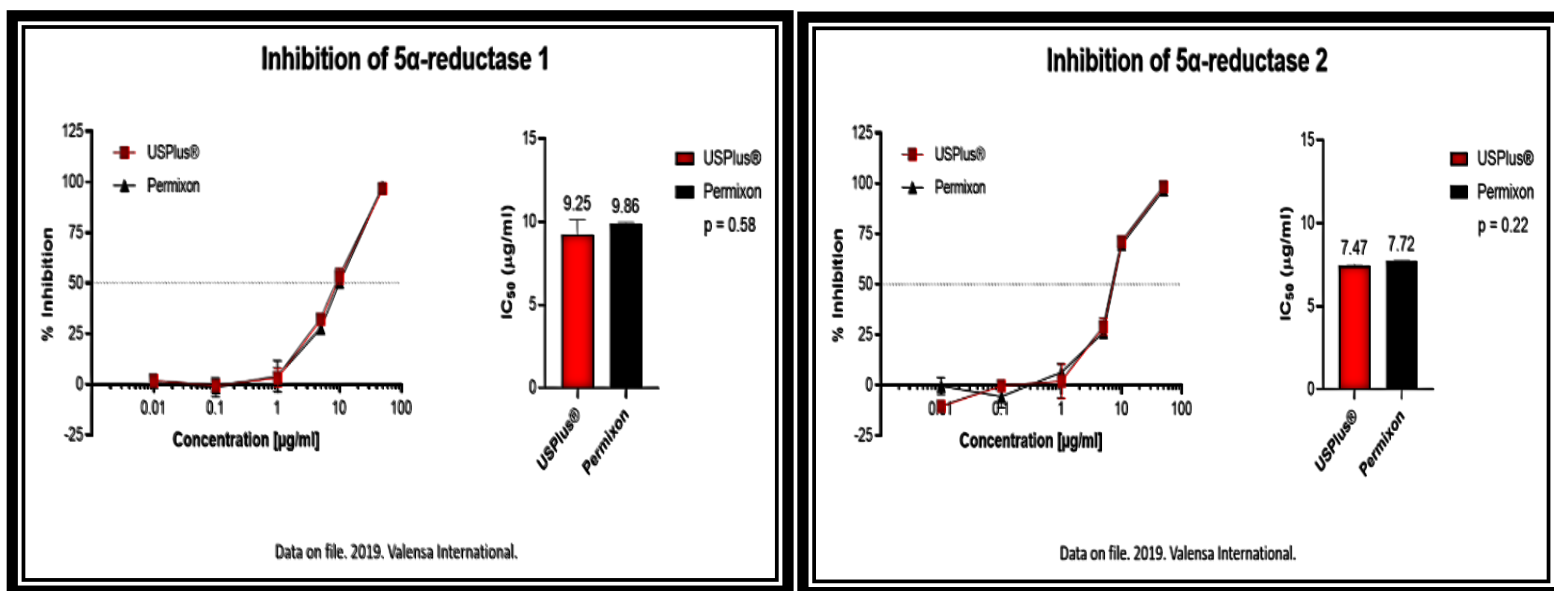 Inhibition of 5α-reductase 1
125
100
75
50
25
0
-25
% Inhibition
USPlus®
Permixon
0.01
0.1
1
10
100
Concentration [µg/ml]
15
10
5
0
IC₅₀ (µg/ml)
9.25
9.86
USPlus®
Permixon
USPlus®
Permixon
p = 0.58
Data on file. 2019. Valensa International.
Inhibition of 5α-reductase 2
125
100
75
50
25
0
-25
% Inhibition
USPlus®
Permixon
0.01
0.1
1
10
100
Concentration [µg/ml]
15
10
5
0
IC₅₀ (µg/ml)
7.47
7.72
USPlus®
Permixon
USPlus®
Permixon
p = 0.22
Data on file. 2019. Valensa International.